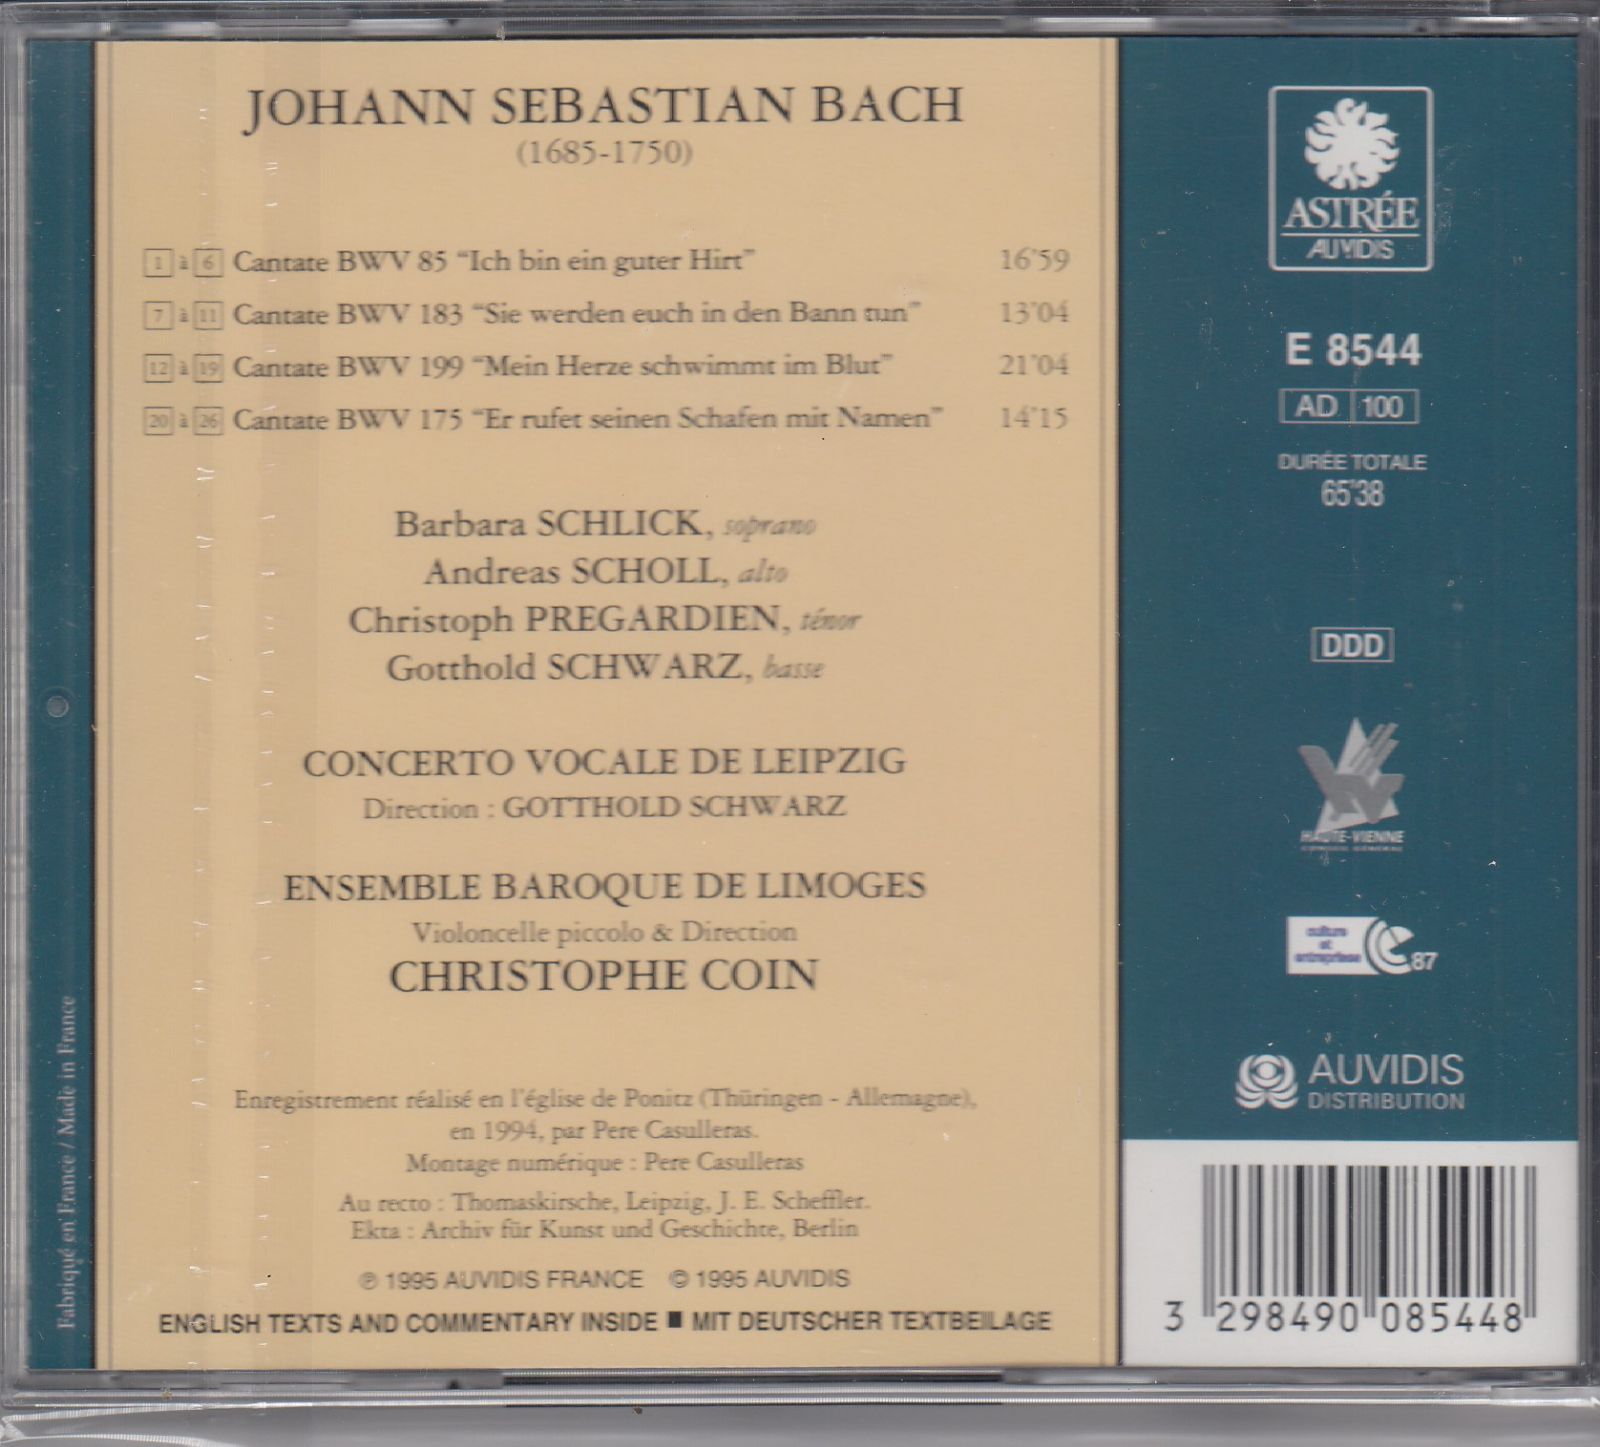 JOHANN SEBASTIAN BACH
(1685-1750)
1 à 6 Cantate BWV 85 “Ich bin ein guter Hirt” 16'59
7 à 11 Cantate BWV 183 “Sie werden euch in den Bann tun” 13'04
12 à 19 Cantate BWV 199 “Mein Herze schwimmt im Blut” 21'04
20 à 26 Cantate BWV 175 “Er rufet seinen Schafen mit Namen” 14'15
Barbara SCHLICK, soprano
Andreas SCHOLL, alto
Christoph PREGARDIEN, ténor
Gotthold SCHWARZ, basse
CONCERTO VOCALE DE LEIPZIG
Direction : GOTTHOLD SCHWARZ
ENSEMBLE BAROQUE DE LIMOGES
Violoncelle piccolo & Direction
CHRISTOPHE COIN
Enregistrement réalisé en l'église de Ponitz (Thüringen - Allemagne),
en 1994, par Pere Casulleras.
Montage numérique : Pere Casulleras
Au recto : Thomaskirsche, Leipzig, J. E. Scheffler.
Ekta : Archiv für Kunst und Geschichte, Berlin
℗ 1995 AUVIDIS FRANCE © 1995 AUVIDIS
ENGLISH TEXTS AND COMMENTARY INSIDE ■ MIT DEUTSCHER TEXTBEILAGE
Fabriqué en France / Made in France
ASTRÉE
AUVIDIS
E 8544
AD 100
DURÉE TOTALE
65'38
DDD
HAUTE-VIENNE
CONSEIL GÉNÉRAL
culture
et
entreprise
87
AUVIDIS
DISTRIBUTION
3 298490 085448